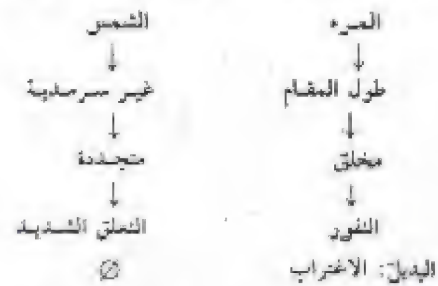 المرء الشمس
↓ ↓
طول المقام غير سرمدية
↓ ↓
مخلق متجددة
↓ ↓
النفور التعلق الشديد
البديل: الاغتراب ∅